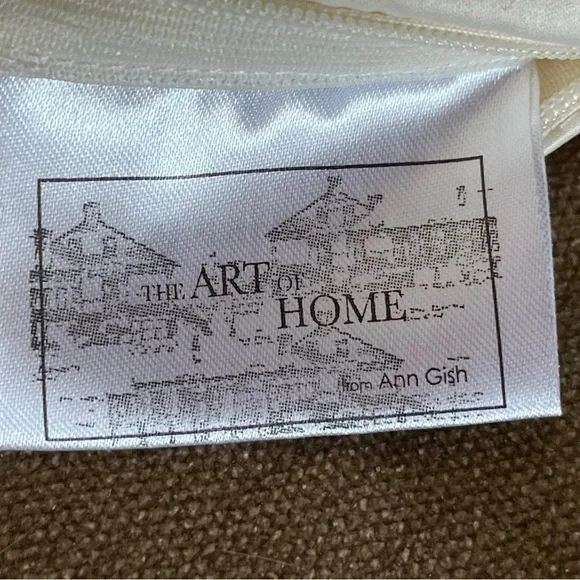 THE ART OF
HOME
from Ann Gish